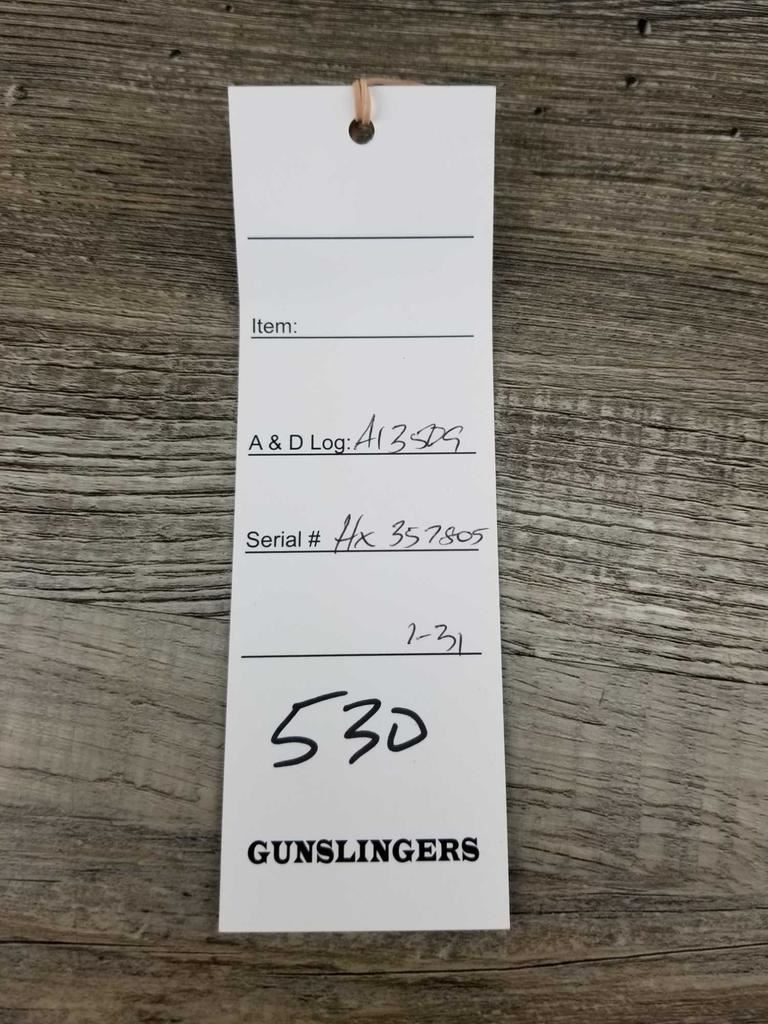 Item:
A & D Log: A13509
Serial # Hx 357805
1-31
530
GUNSLINGERS